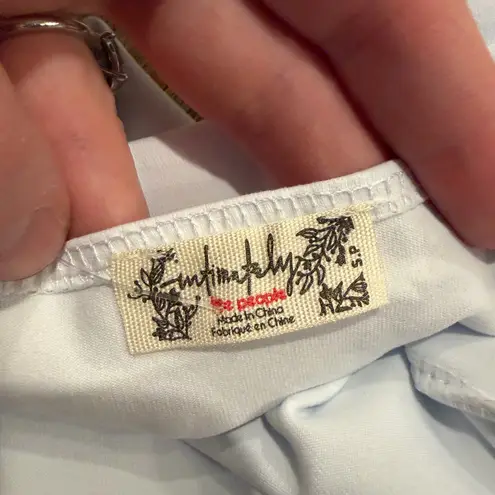 intimately
free people
Made in China
Fabriqué en Chine
S.P